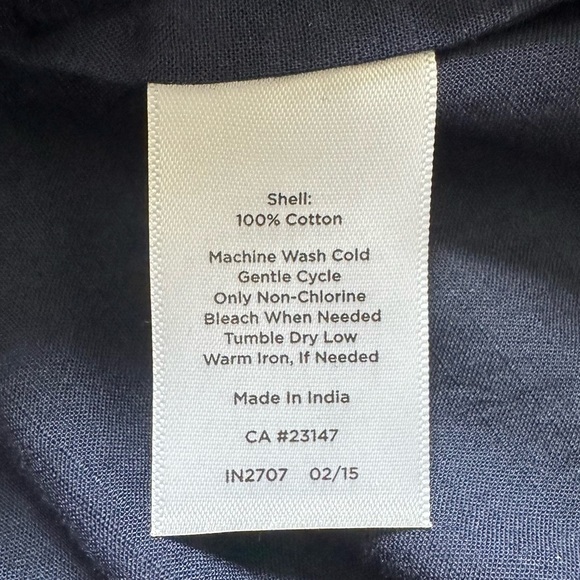 Shell:
100% Cotton
Machine Wash Cold
Gentle Cycle
Only Non-Chlorine
Bleach When Needed
Tumble Dry Low
Warm Iron, If Needed
Made In India
CA #23147
IN2707 02/15